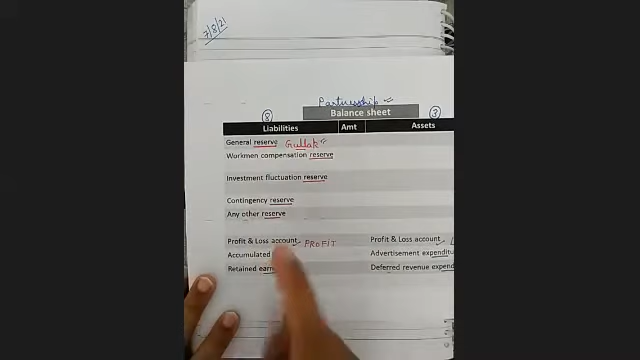 7/8/21
Partnership
8 3
Balance sheet
Liabilities Amt Assets
General reserve Gullak
Workmen compensation reserve
Investment fluctuation reserve
Contingency reserve
Any other reserve
Profit & Loss account PROFIT Profit & Loss account
Accumulated Advertisement expenditu
Retained earn Deferred revenue expend